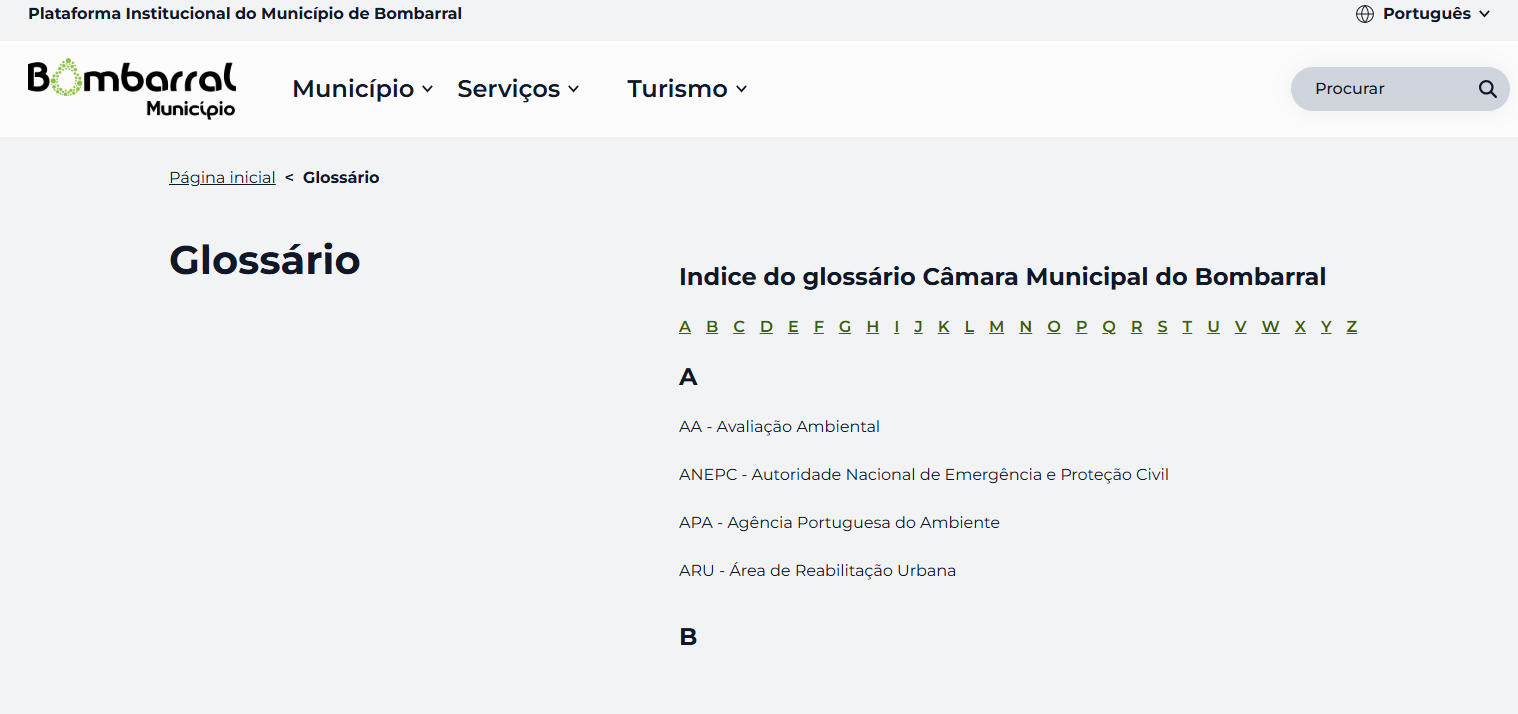 Plataforma Institucional do Município de Bombarral
Português
Bombarral
Município
Município
Serviços
Turismo
Procurar
Página inicial < Glossário
Glossário
Indice do glossário Câmara Municipal do Bombarral
A B C D E F G H I J K L M N O P Q R S T U V W X Y Z
A
AA - Avaliação Ambiental
ANEPC - Autoridade Nacional de Emergência e Proteção Civil
APA - Agência Portuguesa do Ambiente
ARU - Área de Reabilitação Urbana
B